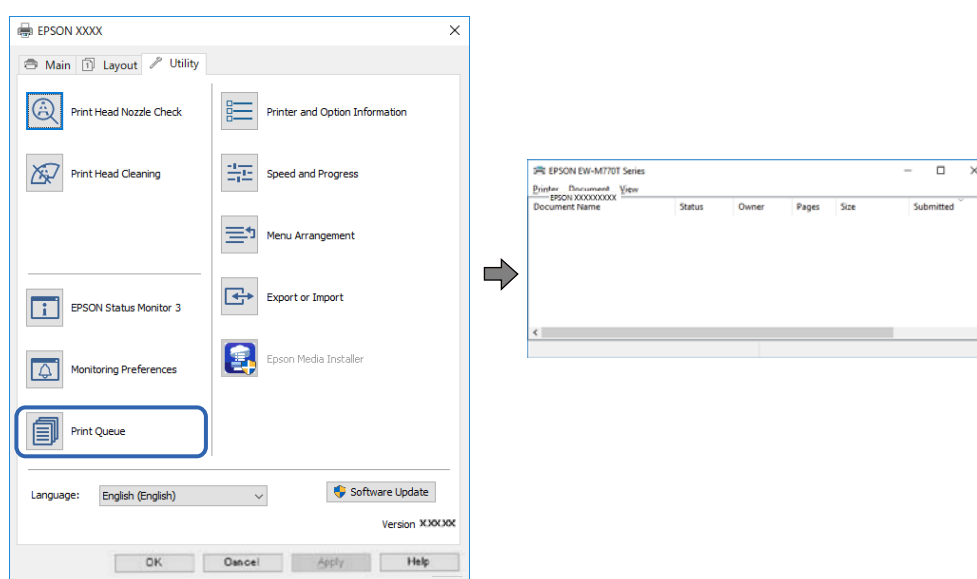 EPSON XXXX
Main
Layout
Utility
Print Head Nozzle Check
Print Head Cleaning
EPSON Status Monitor 3
Monitoring Preferences
Print Queue
Printer and Option Information
Speed and Progress
Menu Arrangement
Export or Import
Epson Media Installer
Language: English (English)
Software Update
Version X.XX.XX
OK Cancel Apply Help
EPSON EW-M770T Series
Printer Document View
EPSON XXXXXXXXX
Document Name Status Owner Pages Size Submitted